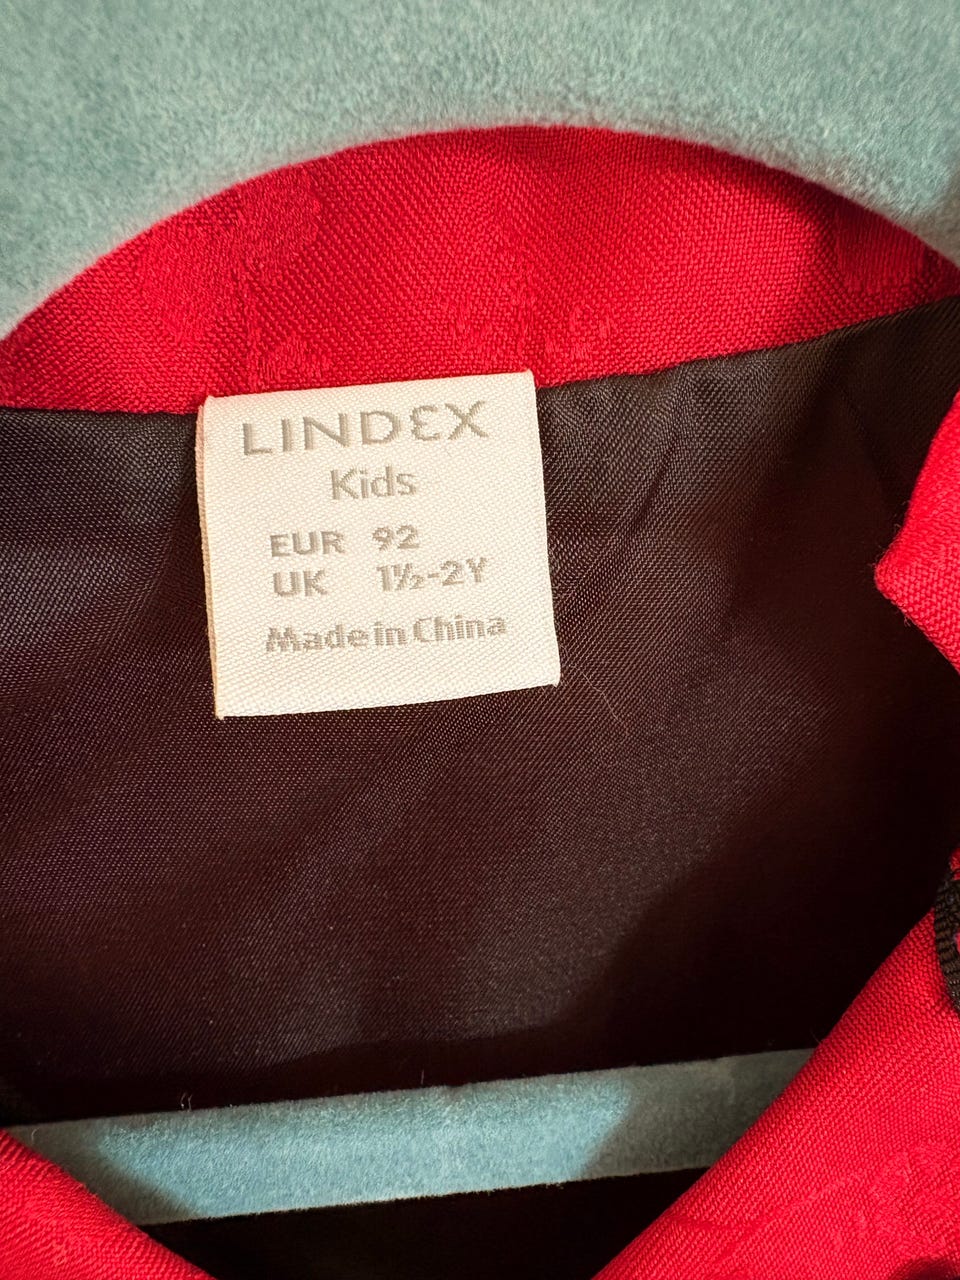 LINDEX
Kids
EUR 92
UK 1½-2Y
Made in China